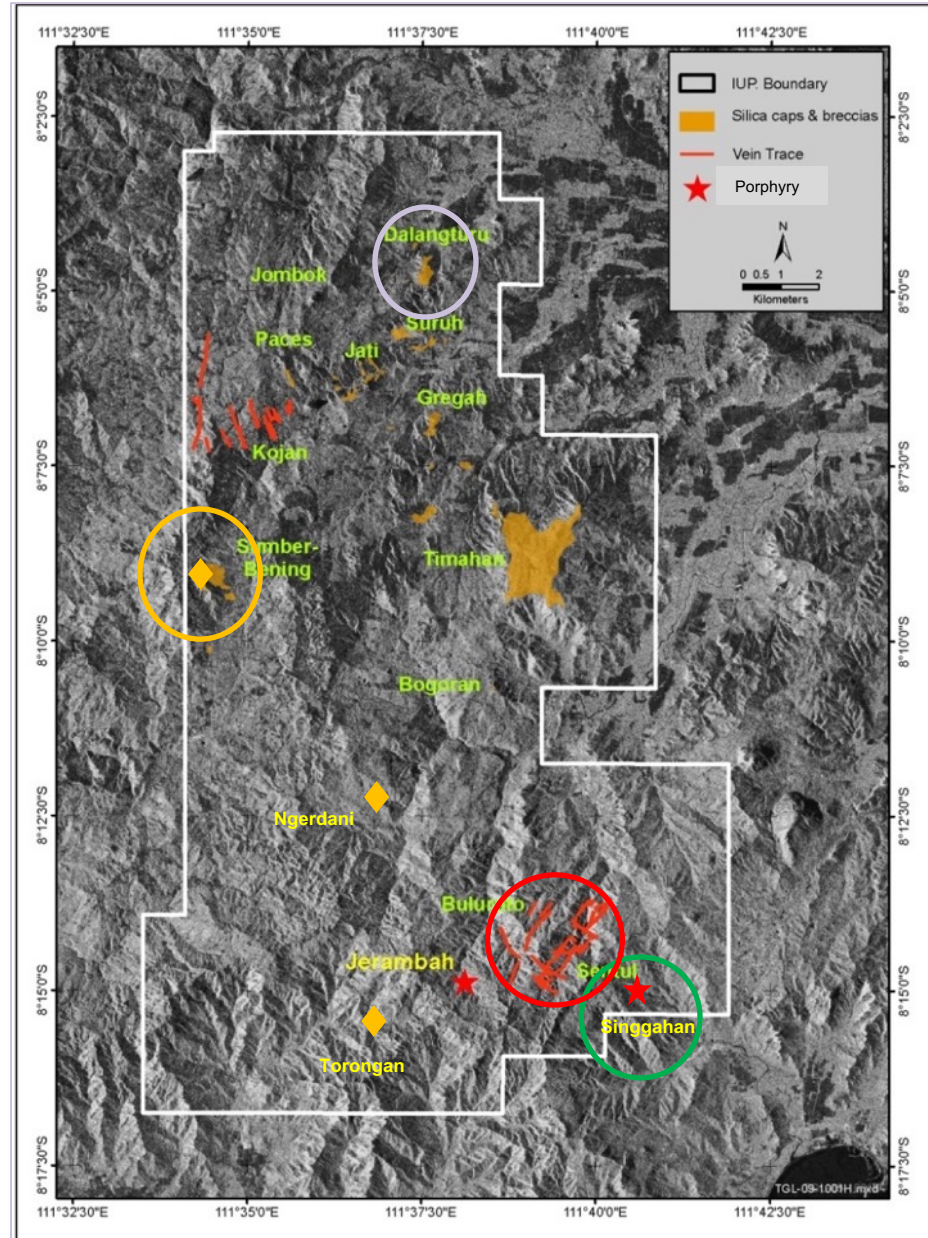 111°32'30"E 111°35'0"E 111°37'30"E 111°40'0"E 111°42'30"E
8°2'30"S
8°5'0"S
8°7'30"S
8°10'0"S
8°12'30"S
8°15'0"S
8°17'30"S
IUP. Boundary
Silica caps & breccias
Vein Trace
Porphyry
N
0 0.5 1 2
Kilometers
8°2'30"S
8°5'0"S
8°7'30"S
8°10'0"S
8°12'30"S
8°15'0"S
8°17'30"S
Dalangturu
Jombok
Suruh
Paces
Jati
Gregah
Kojan
Sumber-
Bening
Timahan
Bogoran
Ngerdani
Jerambah
Singgahan
Torongan
TGL-09-1001H.mxd
111°32'30"E 111°35'0"E 111°37'30"E 111°40'0"E 111°42'30"E